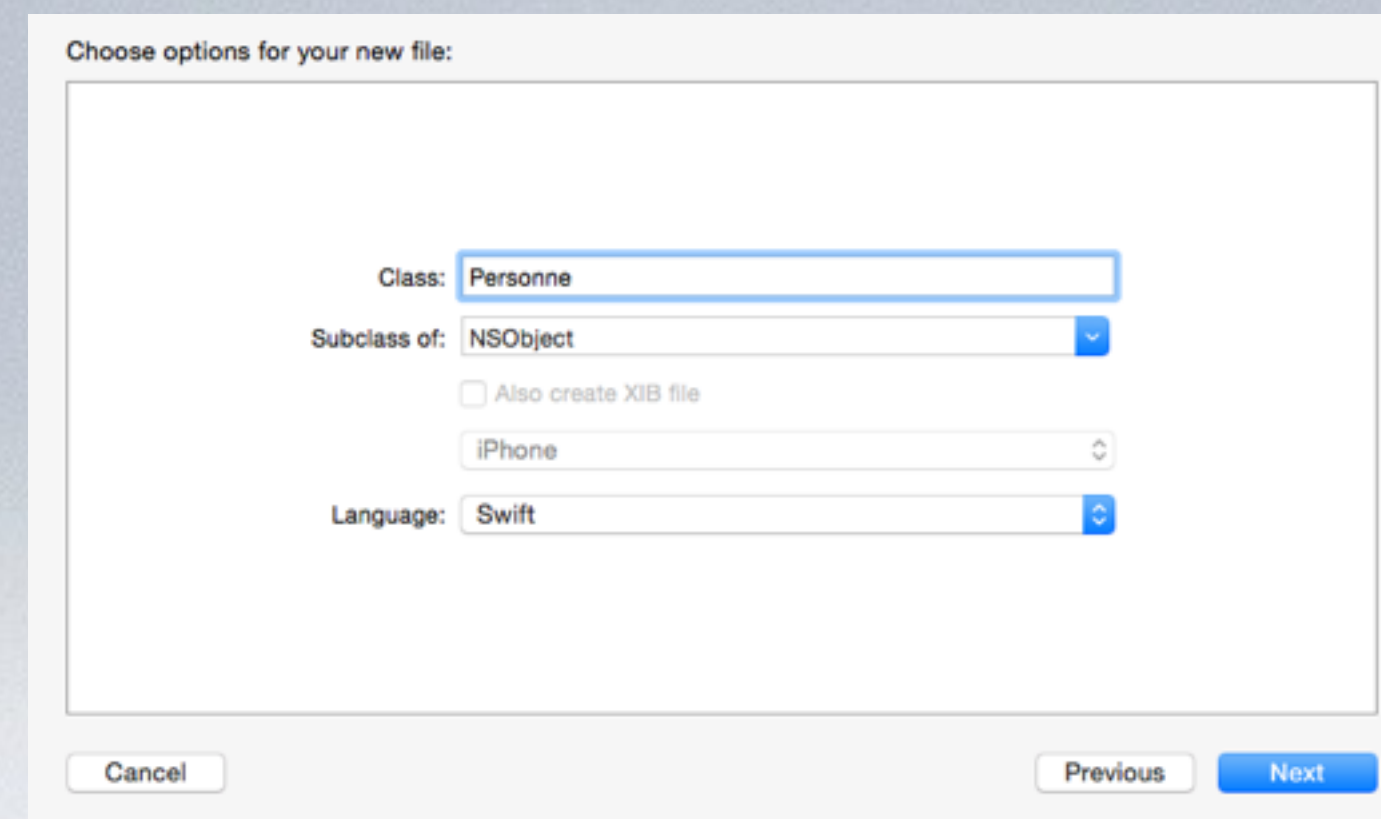 Choose options for your new file:
Class: Personne
Subclass of: NSObject
Also create XIB file
iPhone
Language: Swift
Cancel Previous Next